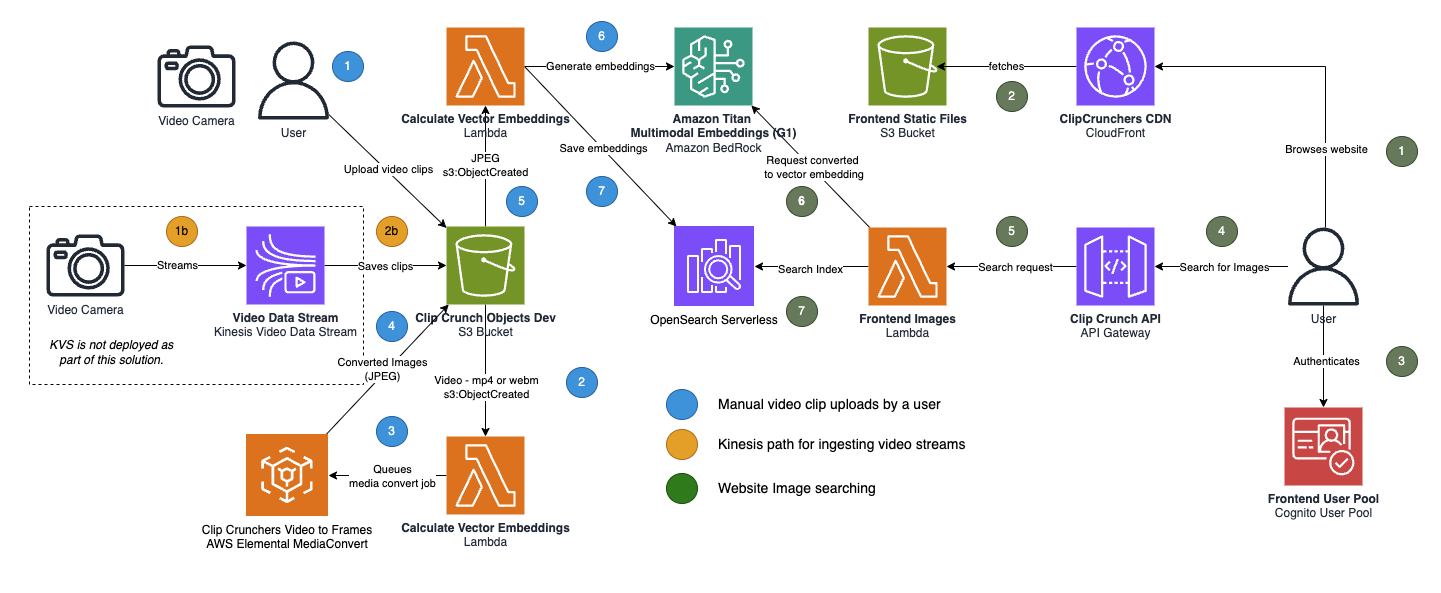 Video Camera
User
1
Upload video clips
Calculate Vector Embeddings
Lambda
6
Generate embeddings
Amazon Titan
Multimodal Embeddings (G1)
Amazon BedRock
Save embeddings
7
JPEG
s3:ObjectCreated
5
Frontend Static Files
S3 Bucket
fetches
2
ClipCrunchers CDN
CloudFront
Browses website
1
Request converted
to vector embedding
6
1b
Streams
Video Camera
Video Data Stream
Kinesis Video Data Stream
KVS is not deployed as
part of this solution.
2b
Saves clips
Clip Crunch Objects Dev
S3 Bucket
OpenSearch Serverless
Search Index
7
Frontend Images
Lambda
5
Search request
Clip Crunch API
API Gateway
4
Search for Images
User
Authenticates
3
Frontend User Pool
Cognito User Pool
4
Converted Images
(JPEG)
Video - mp4 or webm
s3:ObjectCreated
2
3
Queues
media convert job
Clip Crunchers Video to Frames
AWS Elemental MediaConvert
Calculate Vector Embeddings
Lambda
Manual video clip uploads by a user
Kinesis path for ingesting video streams
Website Image searching